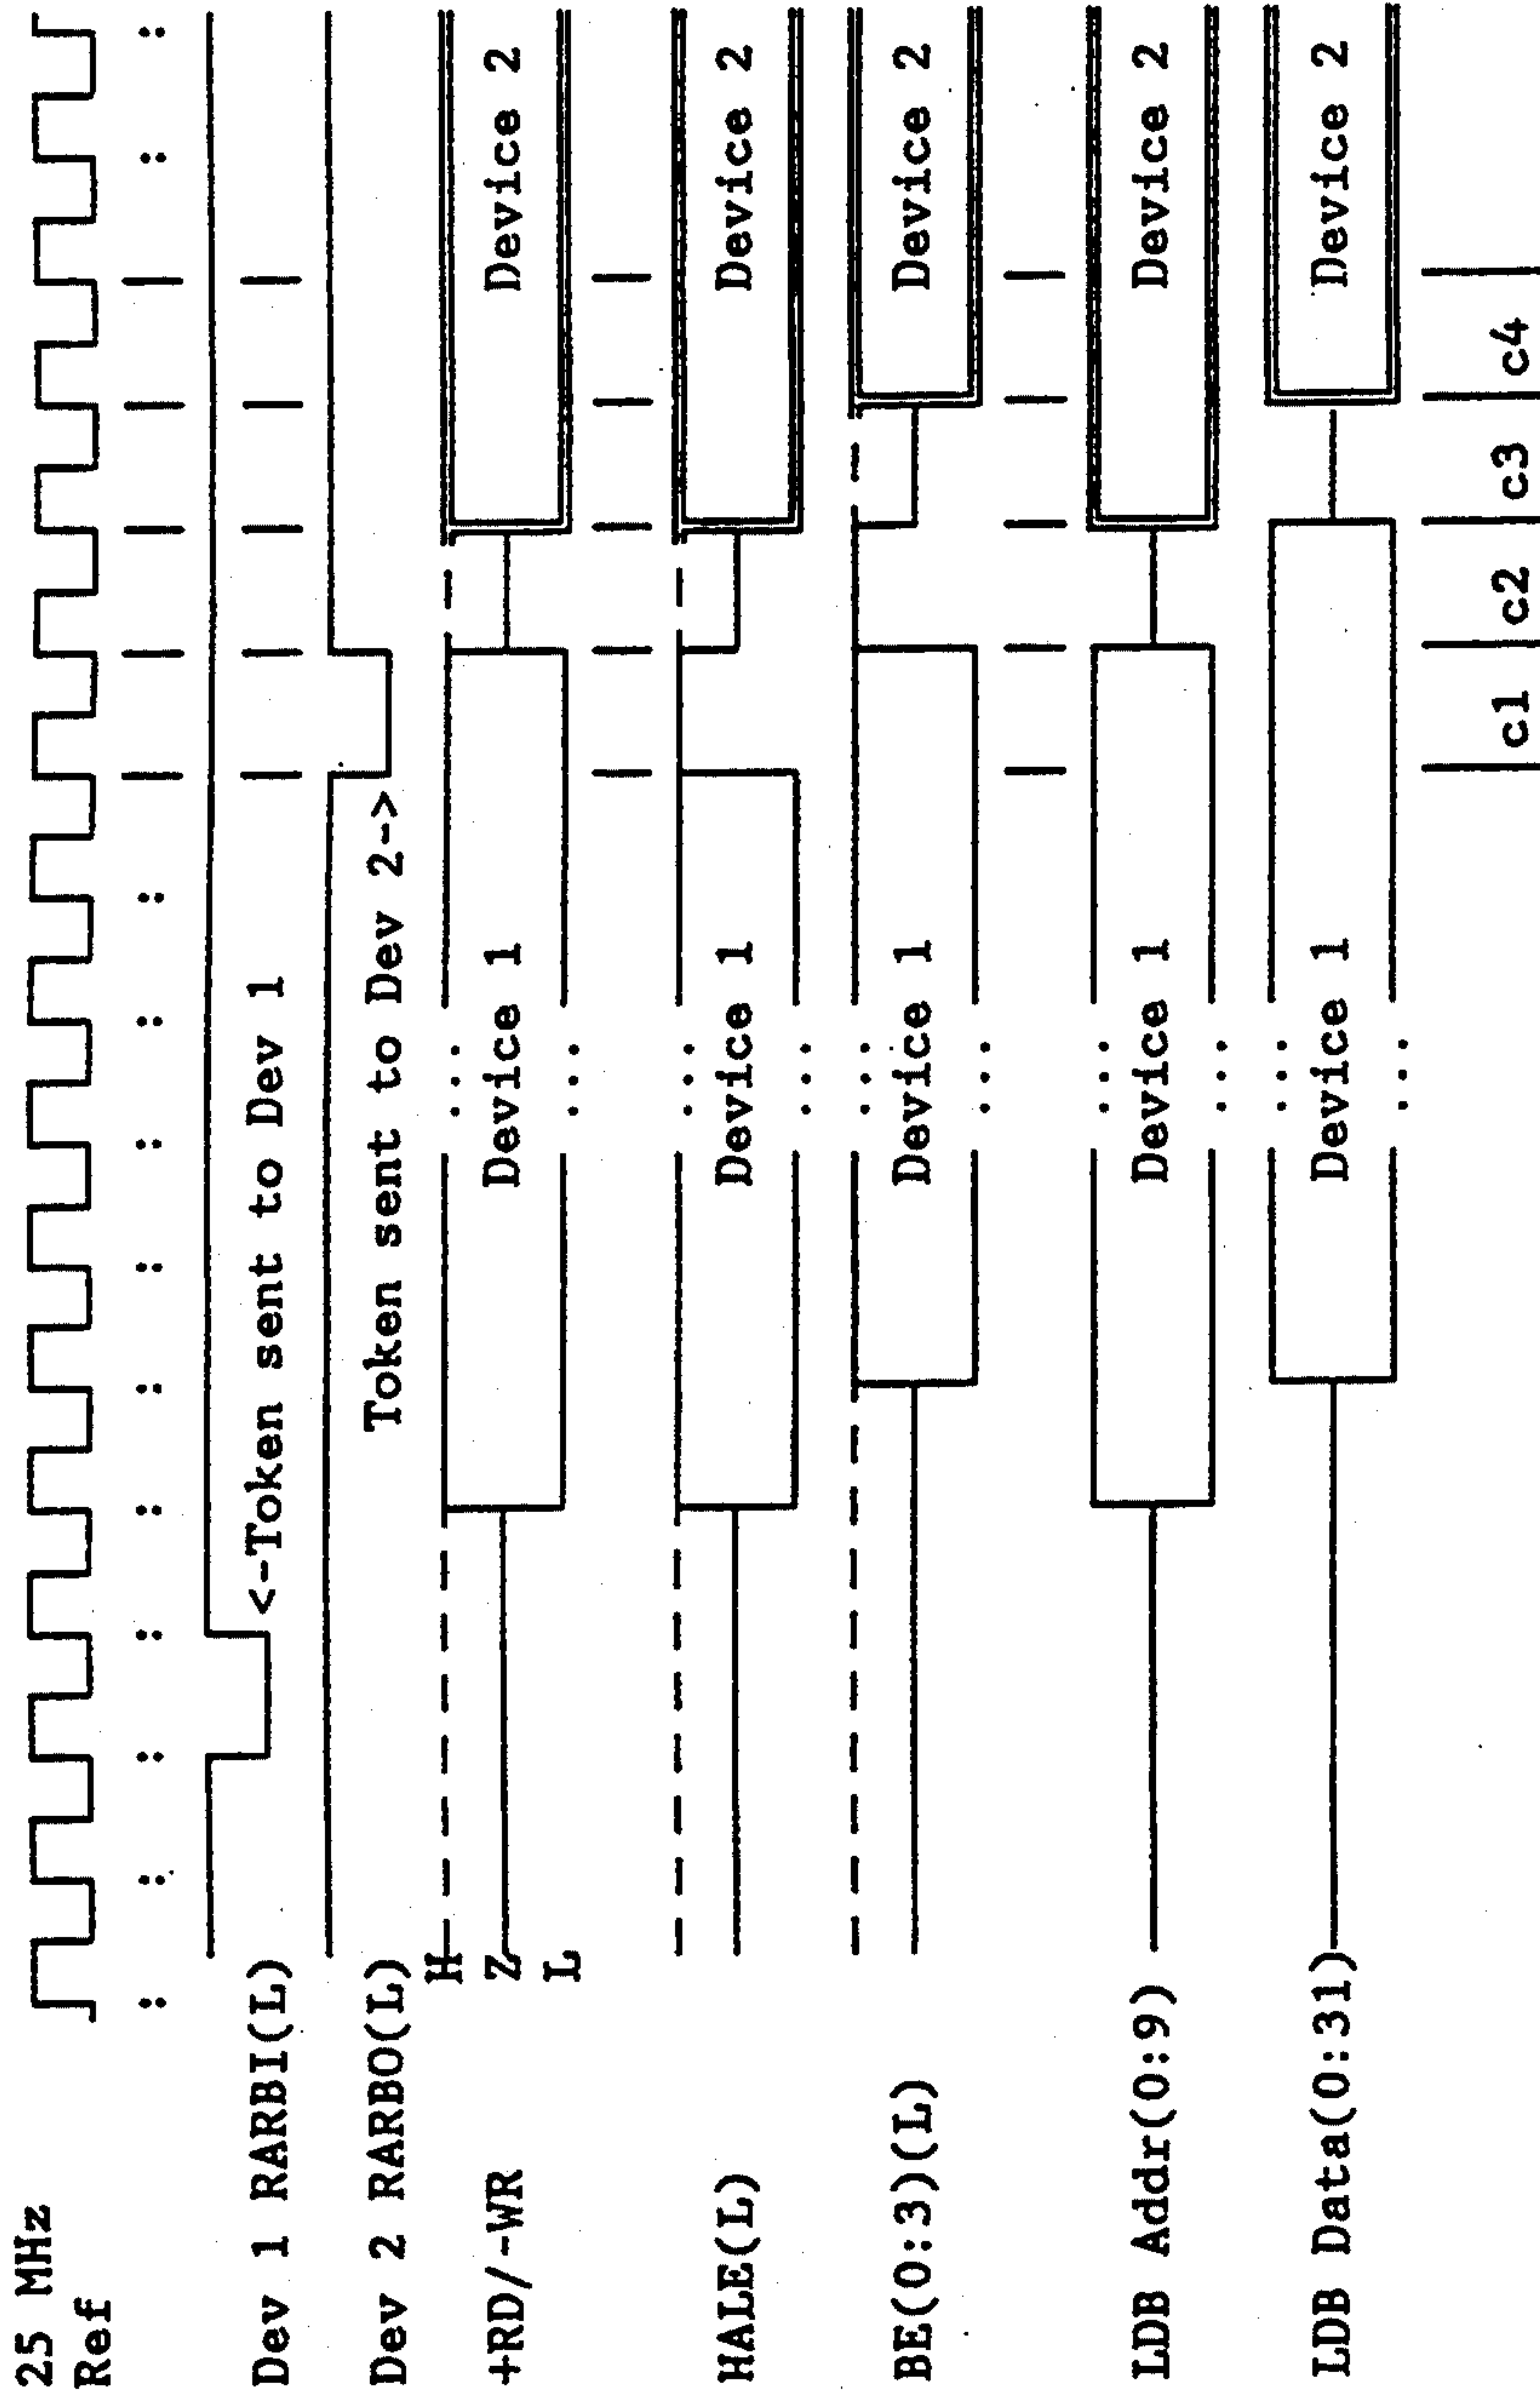 25 MHz
Ref
Dev 1 RARBI(L)
<-Token sent to Dev 1
Dev 2 RARBO(L)
Token sent to Dev 2->
H
Z
L
+RD/-WR
Device 1
Device 2
HALE(L)
Device 1
Device 2
BE(0:3)(L)
Device 1
Device 2
LDB Addr(0:9)
Device 1
Device 2
LDB Data(0:31)
Device 1
Device 2
c1 c2 c3 c4